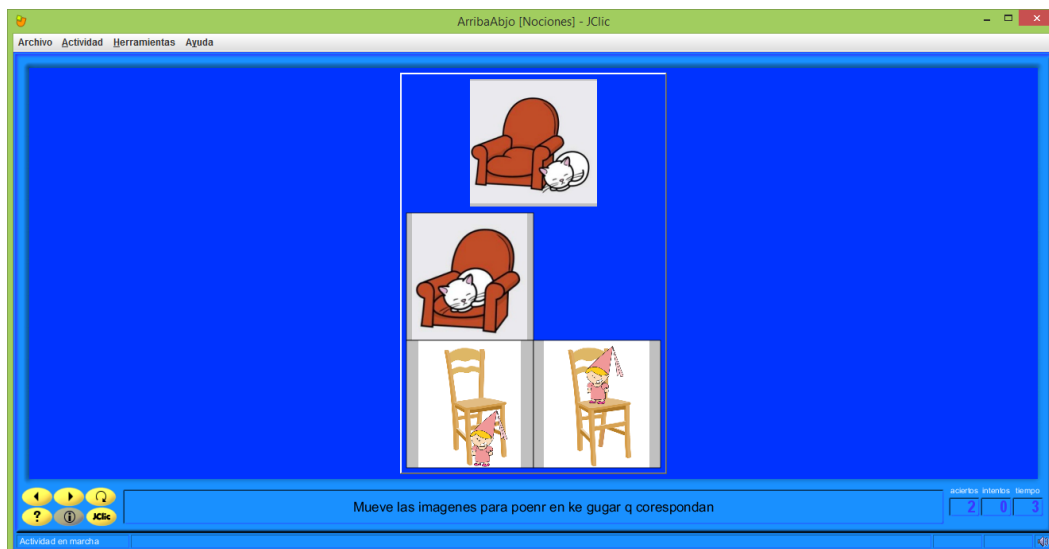 ArribaAbjo [Nociones] - JClic
Archivo Actividad Herramientas Ayuda
aciertos intentos tiempo
2 0 3
Mueve las imagenes para poenr en ke gugar q corespondan
? i JClic
Actividad en marcha